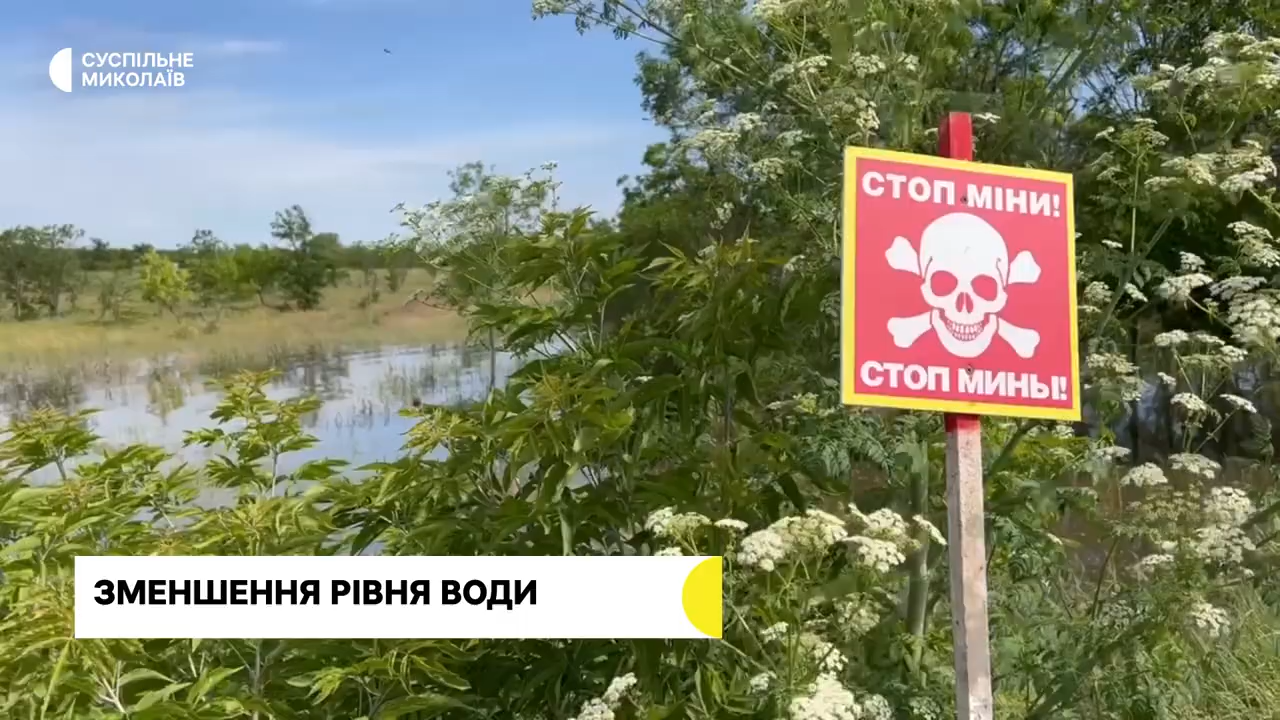 СУСПІЛЬНЕ
МИКОЛАЇВ
СТОП МІНИ!
СТОП МИНЫ!
ЗМЕНШЕННЯ РІВНЯ ВОДИ